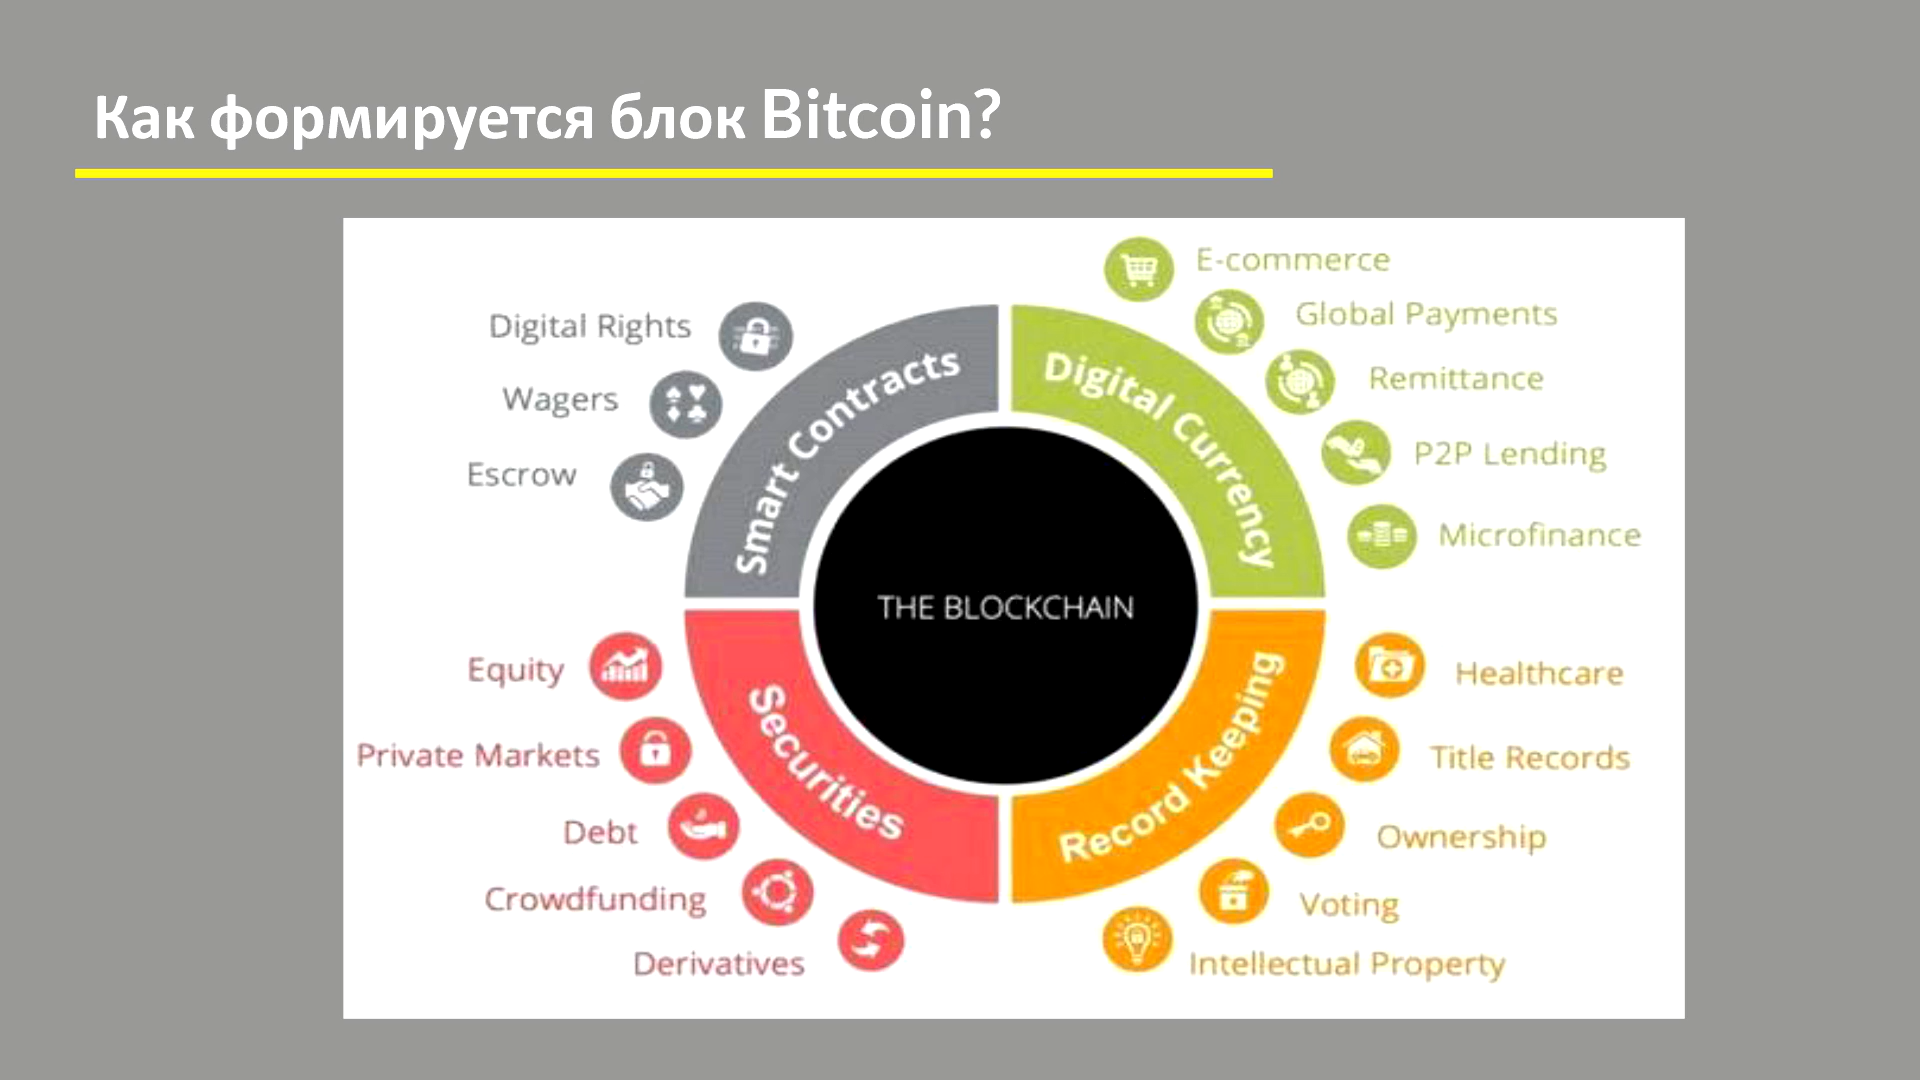 Как формируется блок Bitcoin?
Digital Rights
Wagers
Escrow
Smart Contracts
E-commerce
Global Payments
Remittance
P2P Lending
Microfinance
Digital Currency
THE BLOCKCHAIN
Equity
Private Markets
Debt
Crowdfunding
Derivatives
Securities
Healthcare
Title Records
Ownership
Voting
Intellectual Property
Record Keeping